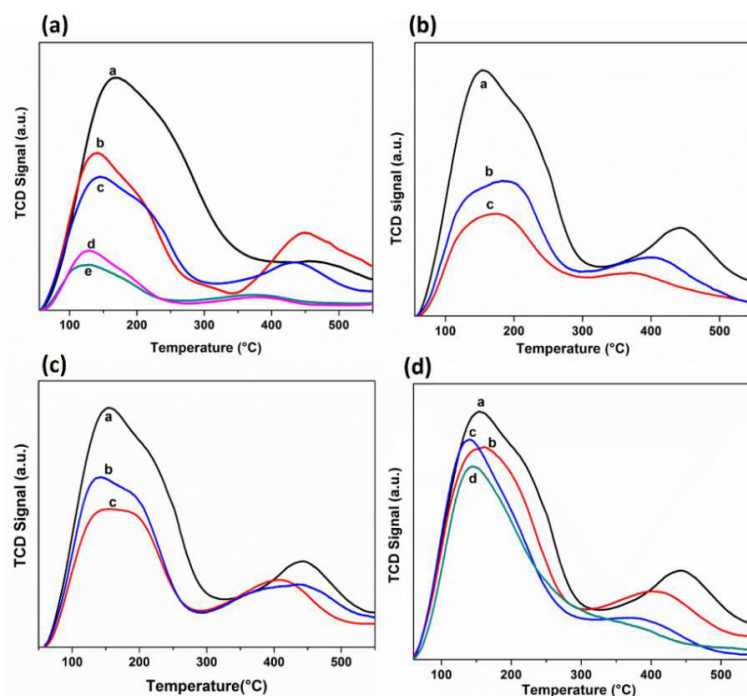 (a)
TCD Signal (a.u.)
a
b
c
d
e
100 200 300 400 500
Temperature (°C)
(b)
TCD signal (a.u.)
a
b
c
100 200 300 400 500
Temperature (°C)
(c)
TCD Signal (a.u.)
a
b
c
100 200 300 400 500
Temperature(°C)
(d)
TCD Signal (a.u.)
a
c
b
d
100 200 300 400 500
Temperature (°C)